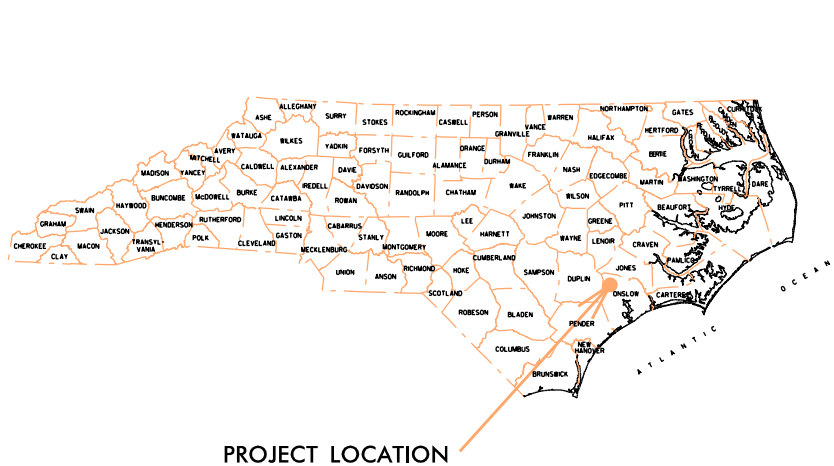 ALLEGHANY
ASHE
SURRY
STOKES
ROCKINGHAM
CASWELL
PERSON
GRANVILLE
VANCE
WARREN
NORTHAMPTON
GATES
HERTFORD
HALIFAX
BERTIE
WATAUGA
WILKES
YADKIN
FORSYTH
GUILFORD
ALAMANCE
ORANGE
DURHAM
FRANKLIN
NASH
EDGECOMBE
MARTIN
WASHINGTON
TYRRELL
DARE
AVERY
MITCHELL
CALDWELL
ALEXANDER
DAVIE
IREDELL
DAVIDSON
RANDOLPH
CHATHAM
WAKE
WILSON
PITT
BEAUFORT
HYDE
MADISON
YANCEY
BUNCOMBE
McDOWELL
BURKE
CATAWBA
ROWAN
JOHNSTON
GREENE
SWAIN
HAYWOOD
RUTHERFORD
LINCOLN
CABARRUS
STANLY
MONTGOMERY
MOORE
LEE
HARNETT
WAYNE
LENOIR
CRAVEN
PAMLICO
GRAHAM
JACKSON
HENDERSON
POLK
CLEVELAND
GASTON
MECKLENBURG
CHEROKEE
MACON
CLAY
TRANSYL-
VANIA
UNION
ANSON
RICHMOND
HOKE
CUMBERLAND
SAMPSON
DUPLIN
JONES
ONSLOW
CARTERET
SCOTLAND
ROBESON
BLADEN
PENDER
COLUMBUS
NEW
HANOVER
BRUNSWICK
ATLANTIC OCEAN
PROJECT LOCATION